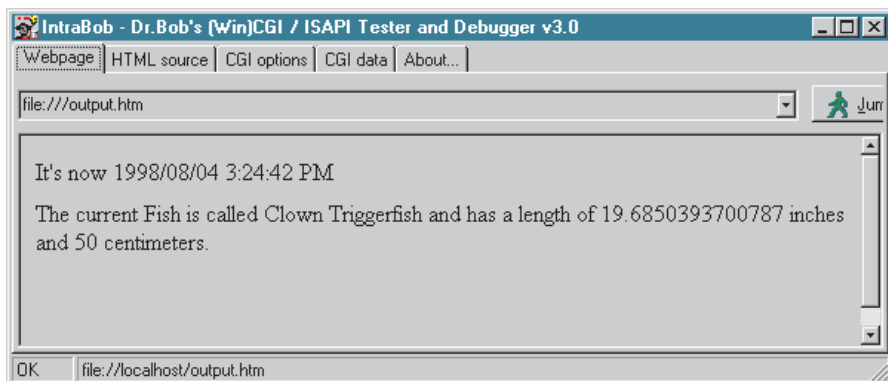 IntraBob - Dr.Bob's (Win)CGI / ISAPI Tester and Debugger v3.0
Webpage HTML source CGI options CGI data About...
file:///output.htm
It's now 1998/08/04 3:24:42 PM
The current Fish is called Clown Triggerfish and has a length of 19.6850393700787 inches
and 50 centimeters.
OK file://localhost/output.htm